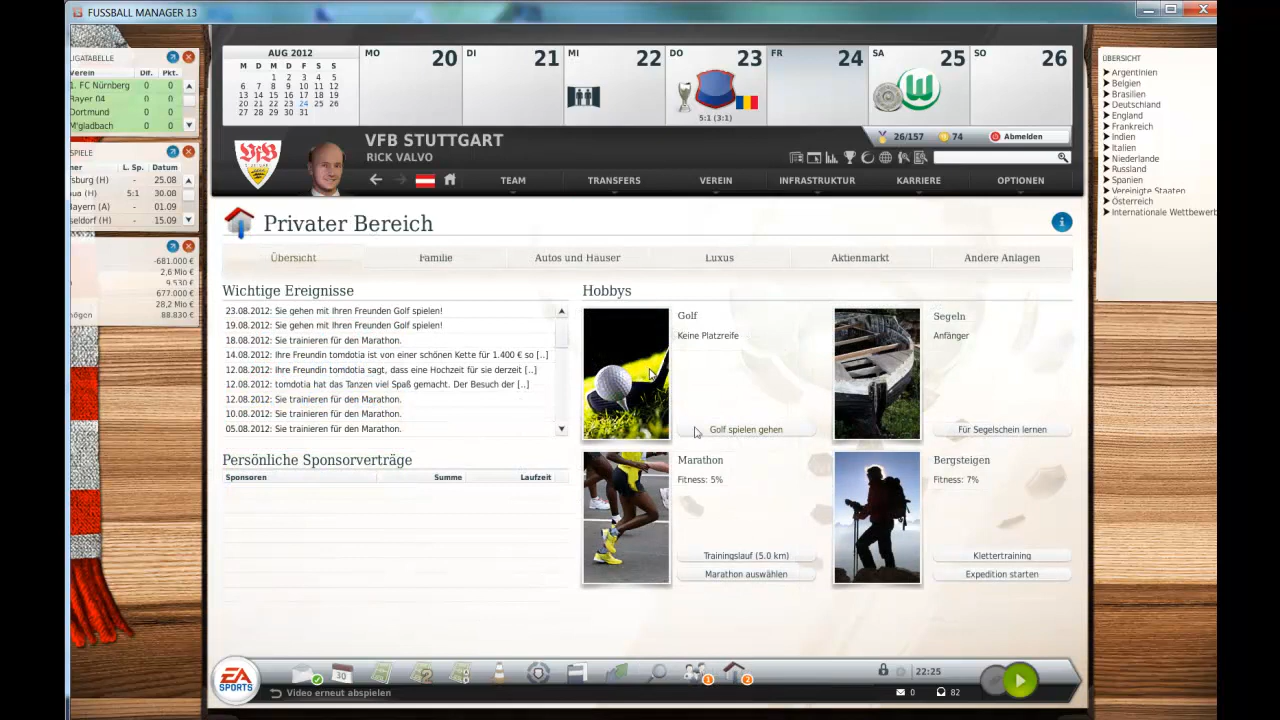 FUSSBALL MANAGER 13
LIGATABELLE
Verein Dif. Pkt.
1. FC Nürnberg 0 0
Bayer 04 0 0
Dortmund 0 0
M'gladbach 0 0
SPIELE
L. Sp. Datum
sburg (H) - 25.08
(H) 5:1 30.08
Bayern (A) - 01.09
seldorf (H) - 15.09
-681.000 €
2,6 Mio €
9.530 €
677.000 €
28,2 Mio €
88.830 €
AUG 2012
M D M D F S S
1 2 3 4 5
6 7 8 9 10 11 12
13 14 15 16 17 18 19
20 21 22 23 24 25 26
27 28 29 30 31
MO 20
DI 21
MI 22
DO 23
5:1 (3:1)
FR 24
SA 25
SO 26
VFB STUTTGART
RICK VALVO
26/157 74 Abmelden
TEAM TRANSFERS VEREIN INFRASTRUKTUR KARRIERE OPTIONEN
Privater Bereich
Übersicht Familie Autos und Häuser Luxus Aktienmarkt Andere Anlagen
Wichtige Ereignisse
23.08.2012: Sie gehen mit Ihren Freunden Golf spielen!
19.08.2012: Sie gehen mit Ihren Freunden Golf spielen!
18.08.2012: Sie trainieren für den Marathon.
14.08.2012: Ihre Freundin tomdotia ist von einer schönen Kette für 1.400 € so [..]
12.08.2012: Ihre Freundin tomdotia sagt, dass eine Hochzeit für sie derzeit [..]
12.08.2012: tomdotia hat das Tanzen viel Spaß gemacht. Der Besuch der [..]
12.08.2012: Sie trainieren für den Marathon.
10.08.2012: Sie trainieren für den Marathon.
05.08.2012: Sie trainieren für den Marathon.
Persönliche Sponsorverträge
Sponsoren Summe Laufzeit
Hobbys
Golf
Keine Platzreife
Golf spielen gehen
Segeln
Anfänger
Für Segelschein lernen
Marathon
Fitness: 5%
Trainingslauf (5.0 km)
Marathon auswählen
Bergsteigen
Fitness: 7%
Klettertraining
Expedition starten
ÜBERSICHT
Argentinien
Belgien
Brasilien
Deutschland
England
Frankreich
Indien
Italien
Niederlande
Russland
Spanien
Vereinigte Staaten
Österreich
Internationale Wettbewerb
EA SPORTS
30
1
2
22:25
Video erneut abspielen
0 82